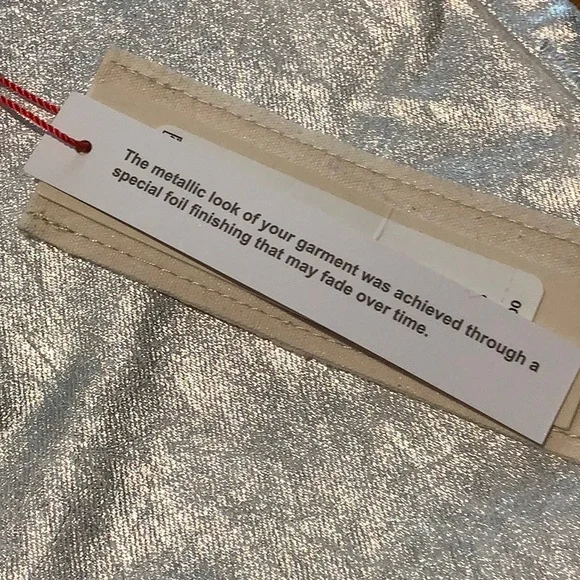 The metallic look of your garment was achieved through a
special foil finishing that may fade over time.